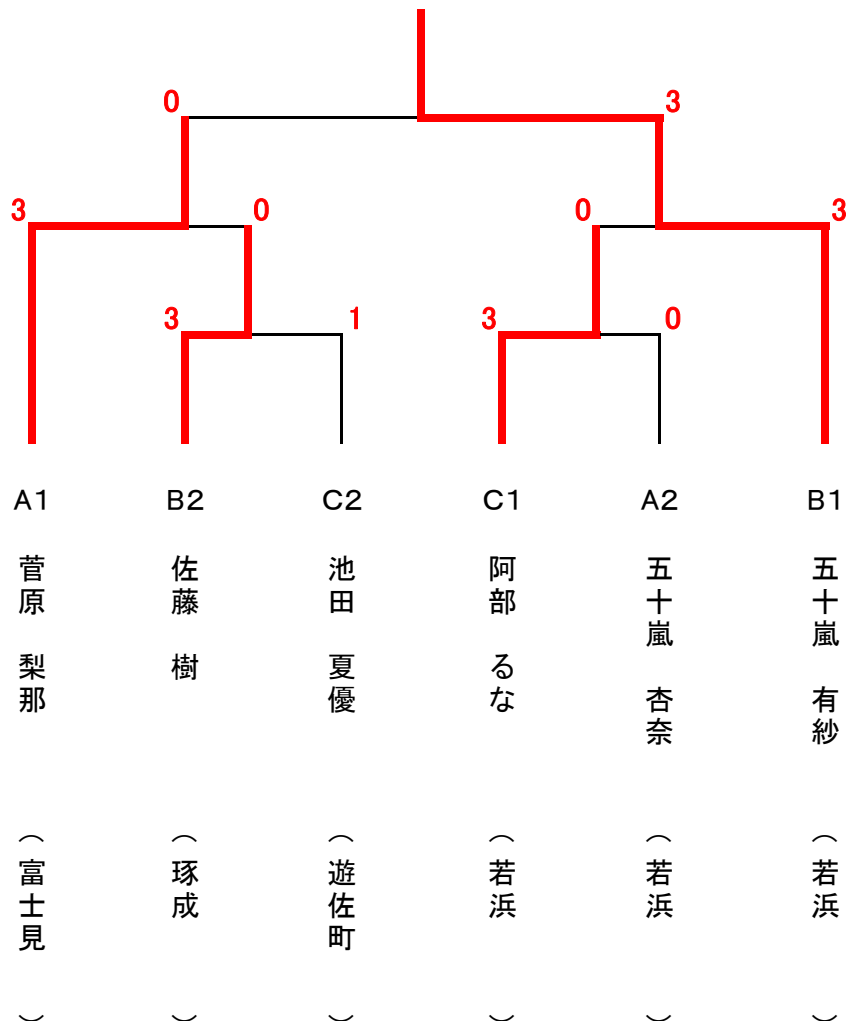 0 3
3 0 0 3
3 1 3 0
A1 B2 C2 C1 A2 B1
菅原 梨那 (富士見)
佐藤 樹 (琢成)
池田 夏優 (遊佐町)
阿部 るな (若浜)
五十嵐 杏奈 (若浜)
五十嵐 有紗 (若浜)